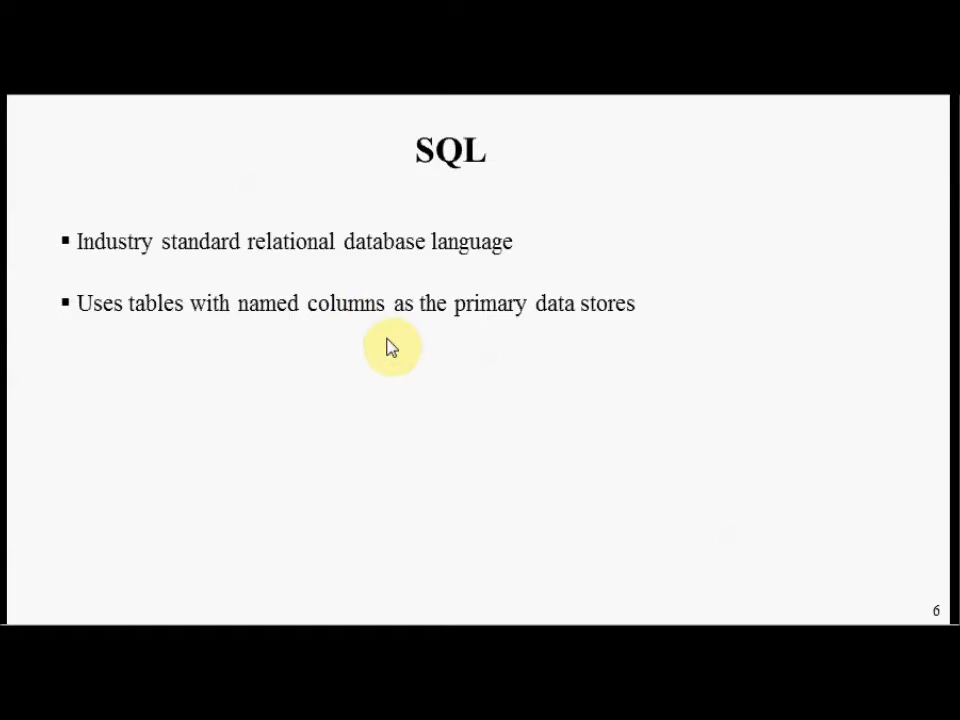 SQL
▪ Industry standard relational database language
▪ Uses tables with named columns as the primary data stores
6